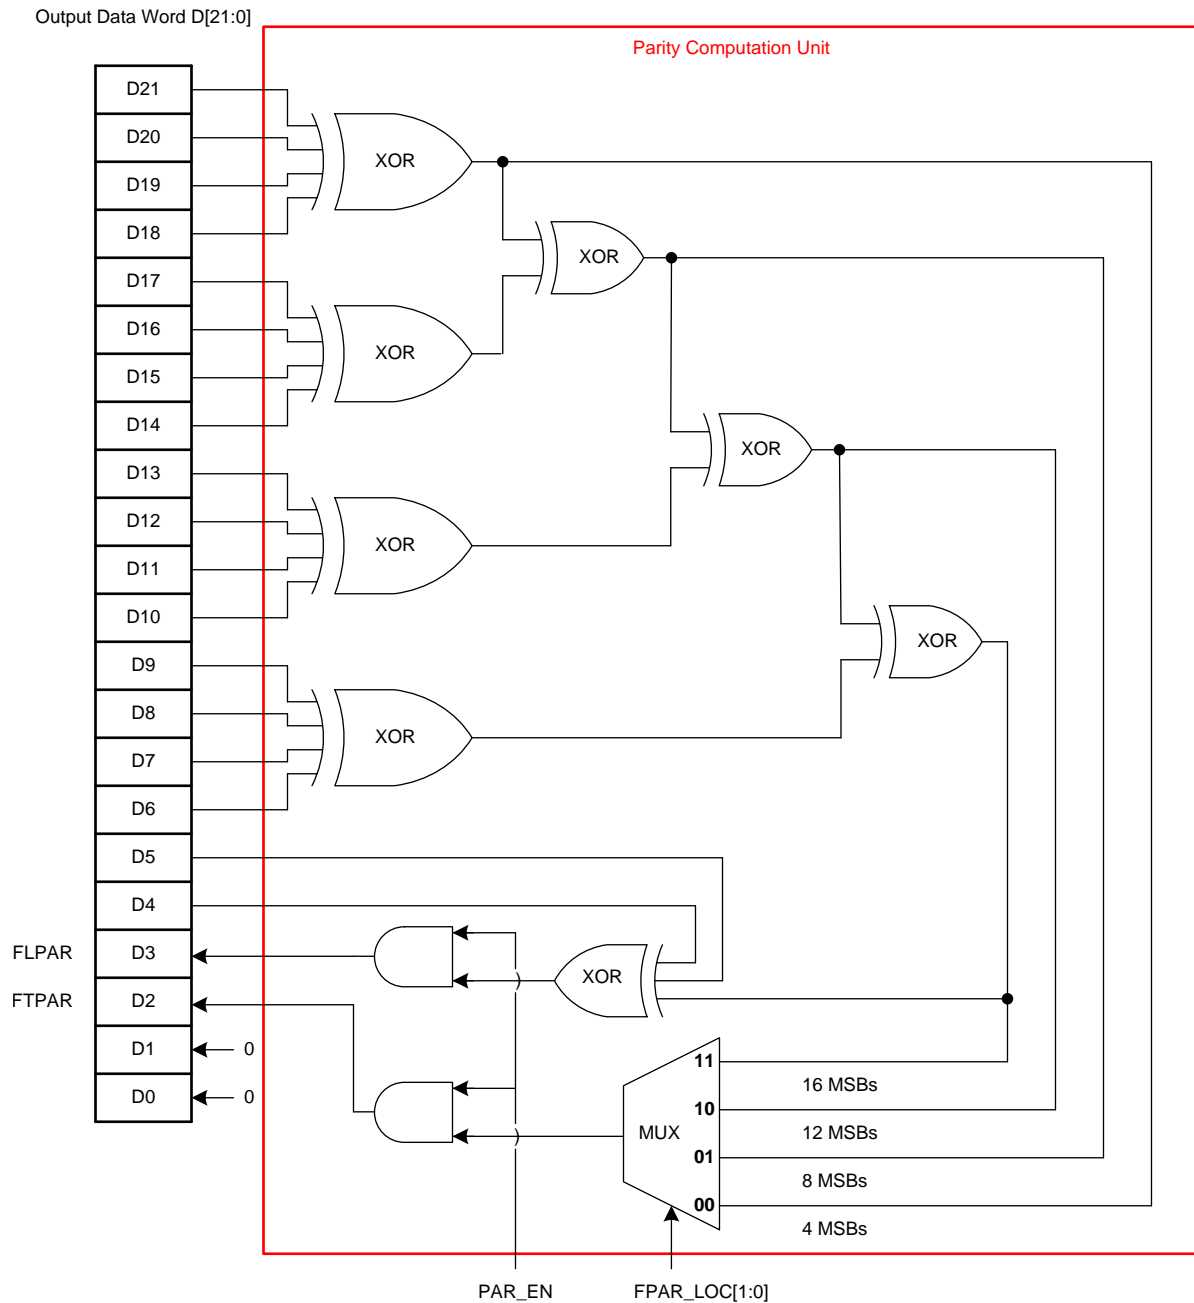 Output Data Word D[21:0]
Parity Computation Unit
D21
D20
D19
D18
D17
D16
D15
D14
D13
D12
D11
D10
D9
D8
D7
D6
D5
D4
FLPAR D3
FTPAR D2
D1 0
D0 0
XOR
XOR
XOR
XOR
XOR
XOR
XOR
XOR
MUX
11
16 MSBs
10
12 MSBs
01
8 MSBs
00
4 MSBs
PAR_EN
FPAR_LOC[1:0]